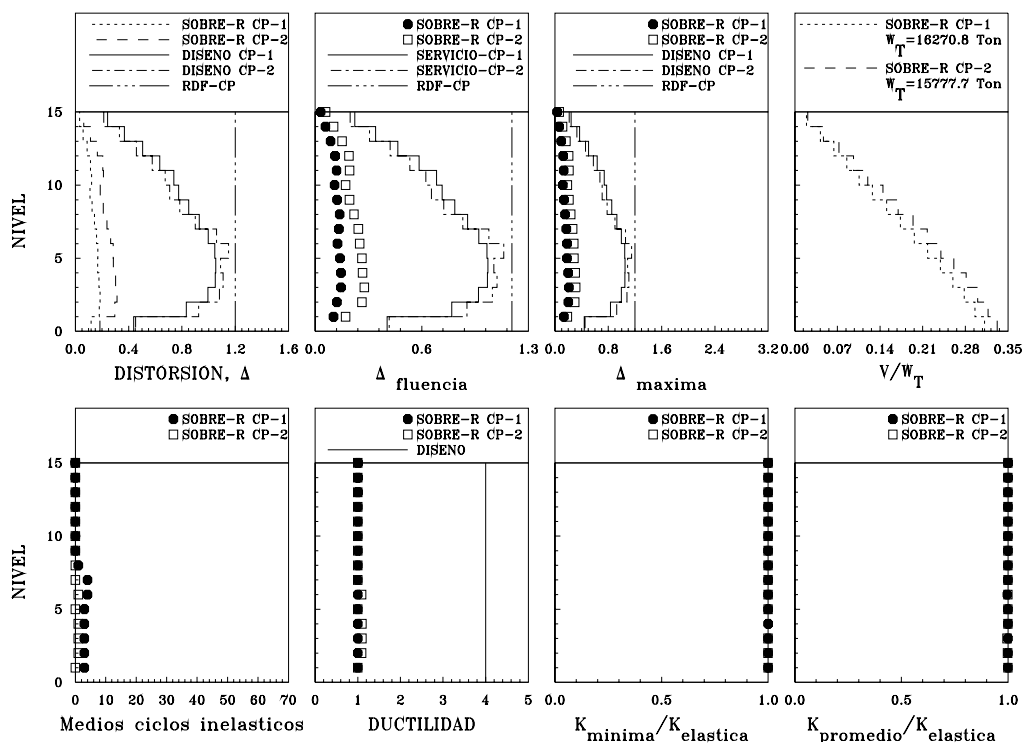 SOBRE-R CP-1
SOBRE-R CP-2
DISENO CP-1
DISENO CP-2
RDF-CP
SOBRE-R CP-1
SOBRE-R CP-2
SERVICIO-CP-1
SERVICIO-CP-2
RDF-CP
SOBRE-R CP-1
SOBRE-R CP-2
DISENO CP-1
DISENO CP-2
RDF-CP
SOBRE-R CP-1
W_T=16270.8 Ton
SOBRE-R CP-2
W_T=15777.7 Ton
NIVEL
15
10
5
0
0.0 0.4 0.8 1.2 1.6
DISTORSION, Δ
0.0 0.6 1.3
Δ fluencia
0.0 0.8 1.6 2.4 3.2
Δ maxima
0.00 0.07 0.14 0.21 0.28 0.35
V/W_T
SOBRE-R CP-1
SOBRE-R CP-2
SOBRE-R CP-1
SOBRE-R CP-2
DISENO
SOBRE-R CP-1
SOBRE-R CP-2
SOBRE-R CP-1
SOBRE-R CP-2
NIVEL
15
10
5
0
0 10 20 30 40 50 60 70
Medios ciclos inelasticos
0 1 2 3 4 5
DUCTILIDAD
0.0 0.5 1.0
K_minima/K_elastica
0.0 0.5 1.0
K_promedio/K_elastica